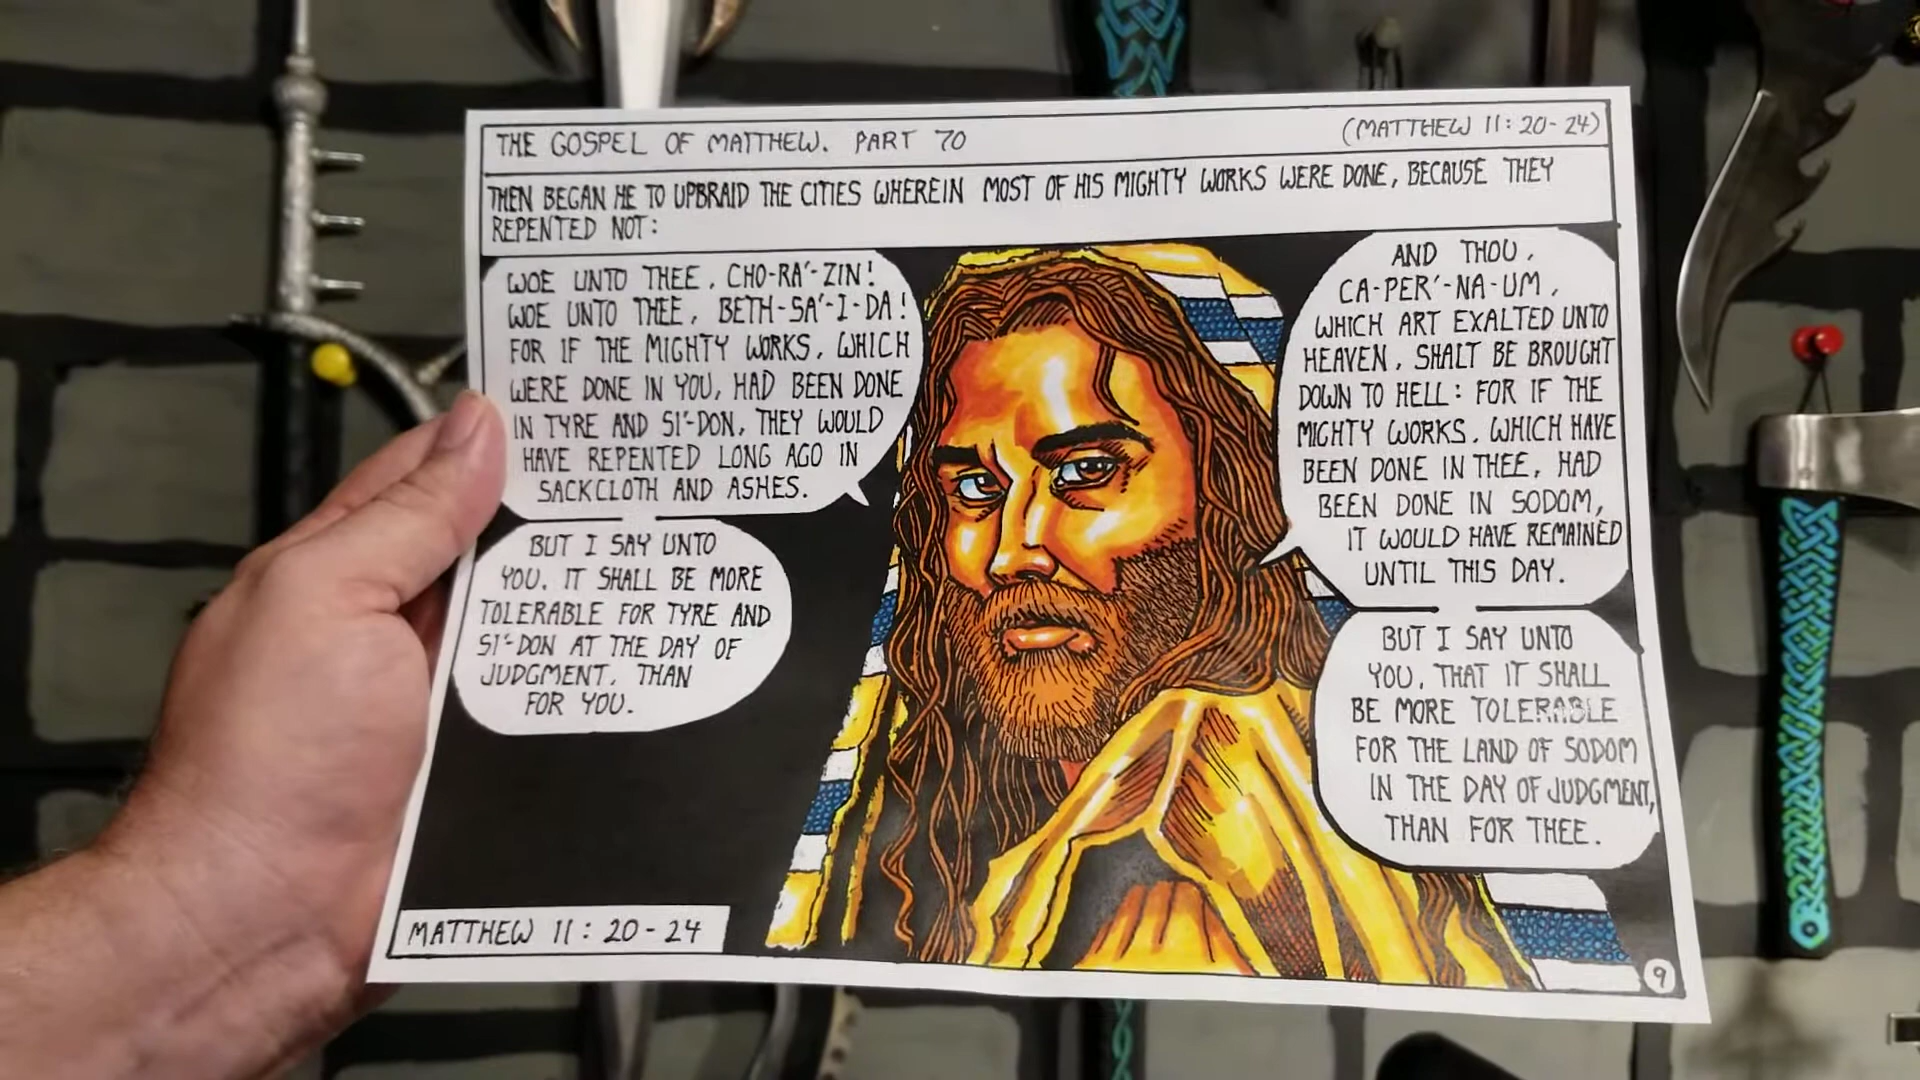 THE GOSPEL OF MATTHEW. PART 70
(MATTHEW 11:20-24)
THEN BEGAN HE TO UPBRAID THE CITIES WHEREIN MOST OF HIS MIGHTY WORKS WERE DONE, BECAUSE THEY
REPENTED NOT:
WOE UNTO THEE, CHO-RA'-ZIN!
WOE UNTO THEE, BETH-SA'-I-DA!
FOR IF THE MIGHTY WORKS, WHICH
WERE DONE IN YOU, HAD BEEN DONE
IN TYRE AND SI'-DON, THEY WOULD
HAVE REPENTED LONG AGO IN
SACKCLOTH AND ASHES.
BUT I SAY UNTO
YOU. IT SHALL BE MORE
TOLERABLE FOR TYRE AND
SI'-DON AT THE DAY OF
JUDGMENT, THAN
FOR YOU.
AND THOU,
CA-PER'-NA-UM,
WHICH ART EXALTED UNTO
HEAVEN, SHALT BE BROUGHT
DOWN TO HELL: FOR IF THE
MIGHTY WORKS, WHICH HAVE
BEEN DONE IN THEE, HAD
BEEN DONE IN SODOM,
IT WOULD HAVE REMAINED
UNTIL THIS DAY.
BUT I SAY UNTO
YOU, THAT IT SHALL
BE MORE TOLERABLE
FOR THE LAND OF SODOM
IN THE DAY OF JUDGMENT,
THAN FOR THEE.
MATTHEW 11:20-24
9